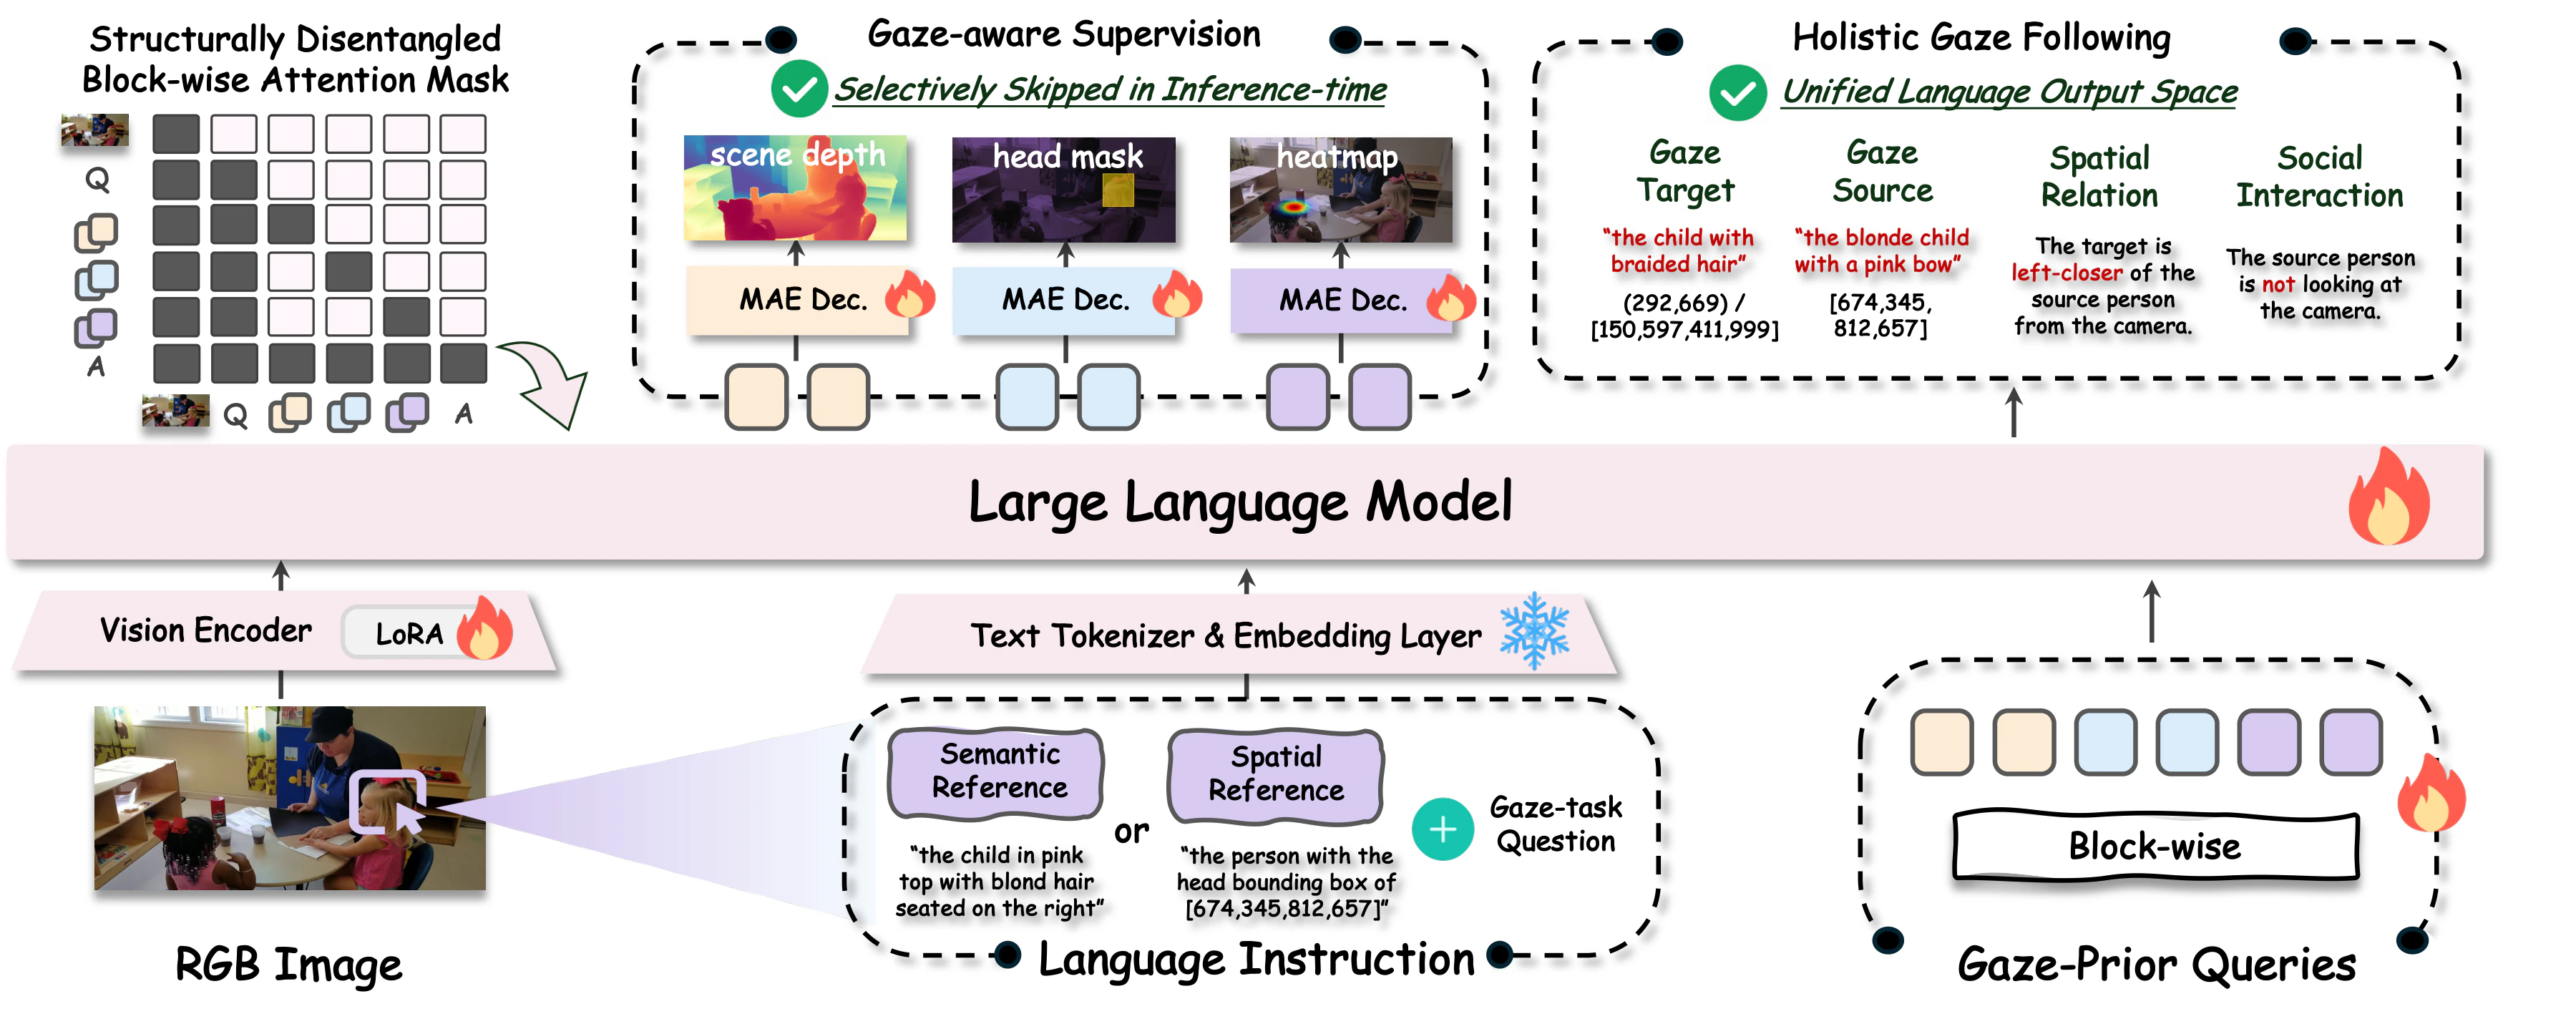 Structurally Disentangled
Block-wise Attention Mask
Q
A
Q
A
Gaze-aware Supervision
Selectively Skipped in Inference-time
scene depth
head mask
heatmap
MAE Dec.
MAE Dec.
MAE Dec.
Holistic Gaze Following
Unified Language Output Space
Gaze
Target
"the child with
braided hair"
(292,669) /
[150,597,411,999]
Gaze
Source
"the blonde child
with a pink bow"
[674,345,
812,657]
Spatial
Relation
The target is
left-closer of the
source person
from the camera.
Social
Interaction
The source person
is not looking at
the camera.
Large Language Model
Vision Encoder
LoRA
Text Tokenizer & Embedding Layer
RGB Image
Semantic
Reference
"the child in pink
top with blond hair
seated on the right"
or
Spatial
Reference
"the person with the
head bounding box of
[674,345,812,657]"
Gaze-task
Question
Language Instruction
Block-wise
Gaze-Prior Queries